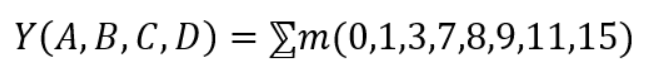 Y(A,B,C,D) = ∑m(0,1,3,7,8,9,11,15)